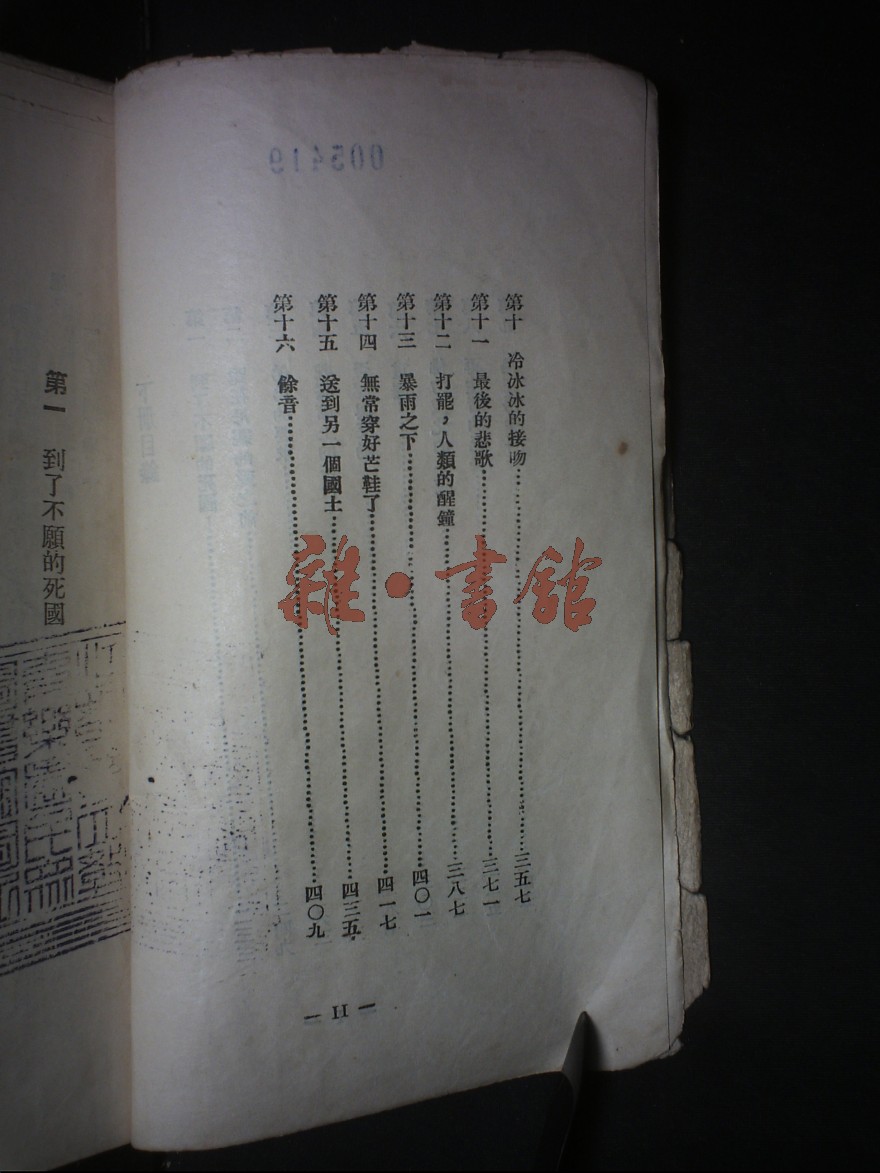 005419
第十 冷冰冰的接吻 三五七
第十一 最後的悲歌 三七一
第十二 打罷，人類的醒鐘 三八七
第十三 暴雨之下 四〇一
第十四 無常穿好芒鞋了 四一七
第十五 送到另一個國土 四三五
第十六 餘音 四〇九
— II —
第一 到了不願的死國
雜·書館